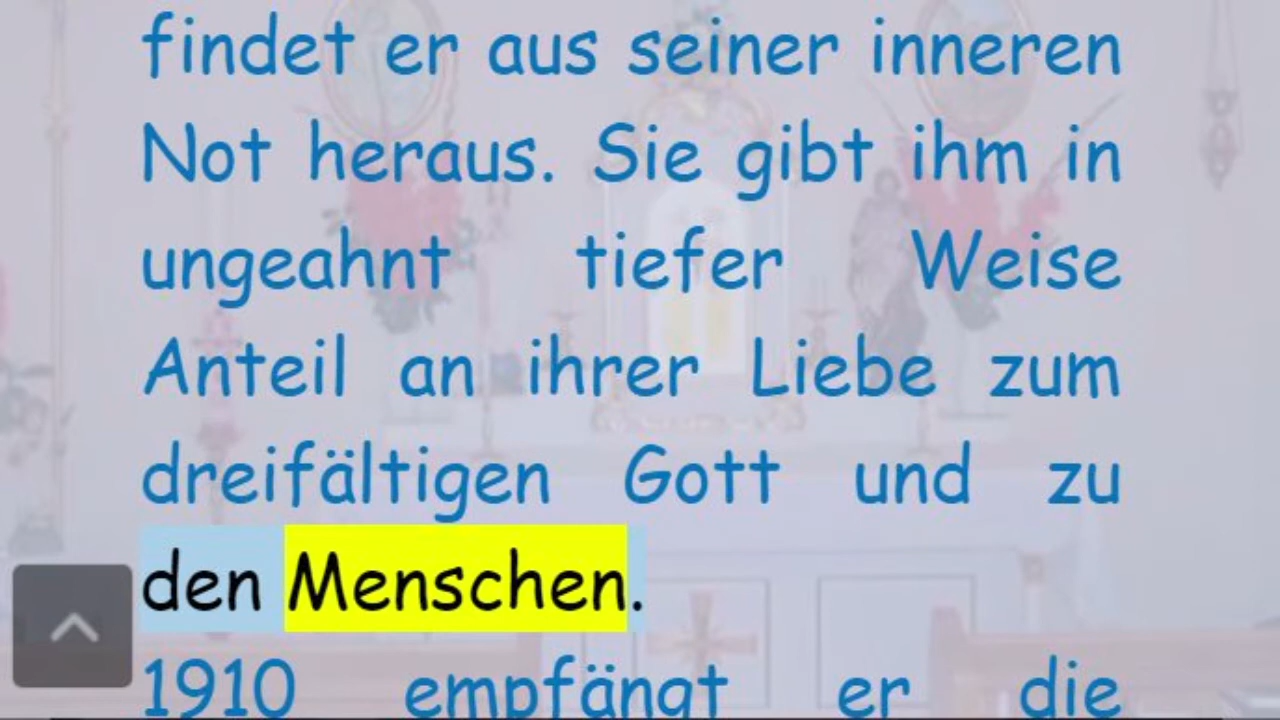 findet er aus seiner inneren
Not heraus. Sie gibt ihm in
ungeahnt tiefer Weise
Anteil an ihrer Liebe zum
dreifältigen Gott und zu
den Menschen.
1910 empfängt er die